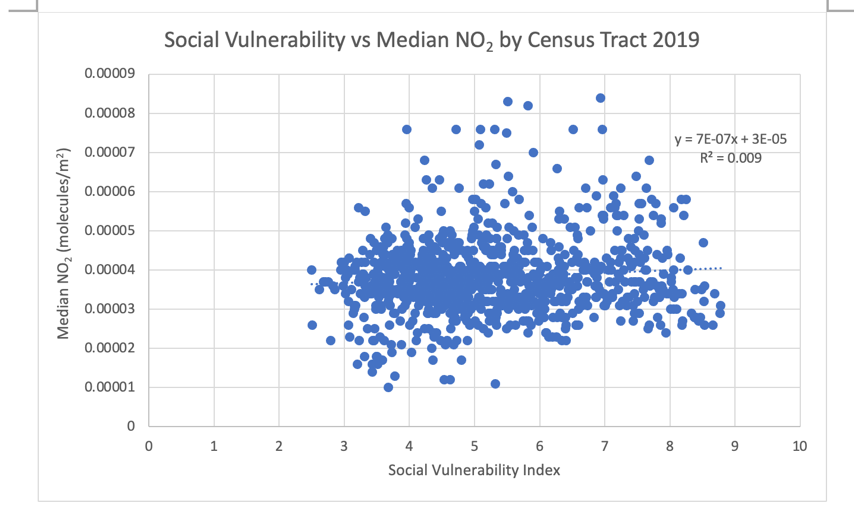 Social Vulnerability vs Median NO₂ by Census Tract 2019
0.00009
0.00008
0.00007
0.00006
0.00005
0.00004
0.00003
0.00002
0.00001
0
Median NO₂ (molecules/m²)
y = 7E-07x + 3E-05
R² = 0.009
0 1 2 3 4 5 6 7 8 9 10
Social Vulnerability Index